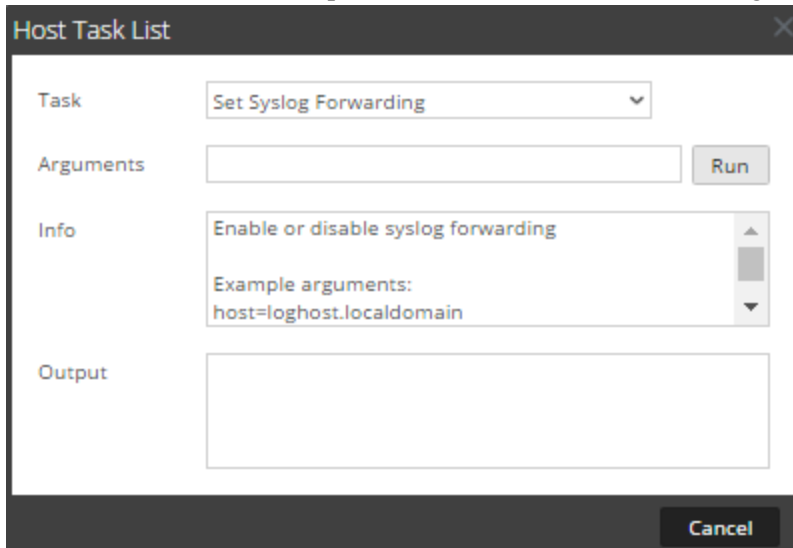 Host Task List
Task
Set Syslog Forwarding
Arguments
Run
Info
Enable or disable syslog forwarding
Example arguments:
host=loghost.localdomain
Output
Cancel